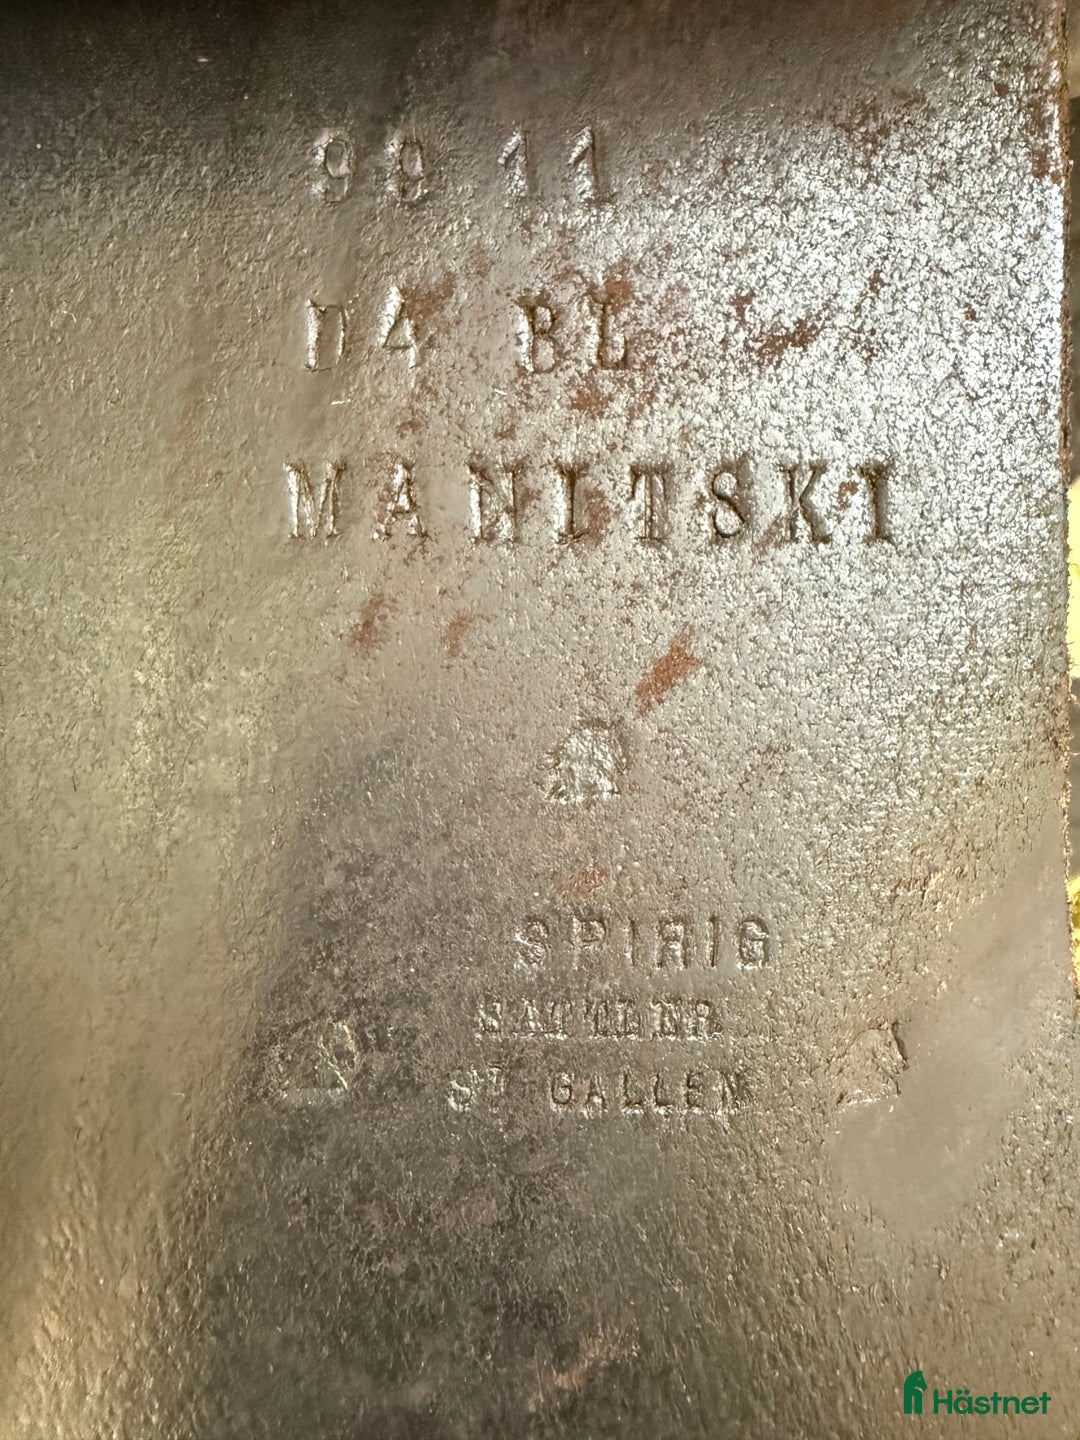 99 11
D4 BL
MANITSKI
SPIRIG
SATTLER
ST GALLEN
Hästnet